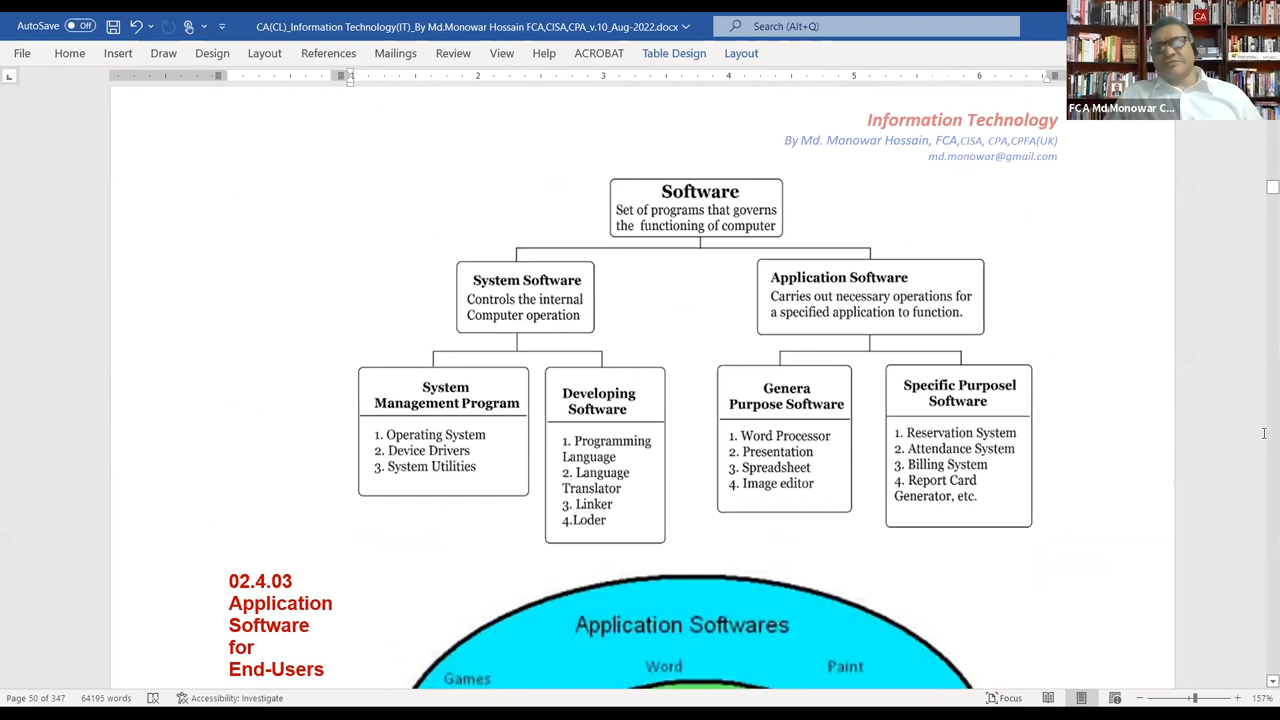 AutoSave Off
CA(CL)_Information Technology(IT)_By Md.Monowar Hossain FCA,CISA,CPA_v.10_Aug-2022.docx
Search (Alt+Q)
CA
FCA Md.Monowar C...
File Home Insert Draw Design Layout References Mailings Review View Help ACROBAT Table Design Layout
1 2 3 4 5 6
Information Technology
By Md. Monowar Hossain, FCA,CISA, CPA,CPFA(UK)
md.monowar@gmail.com
Software
Set of programs that governs
the functioning of computer
System Software
Controls the internal
Computer operation
Application Software
Carries out necessary operations for
a specified application to function.
System
Management Program
1. Operating System
2. Device Drivers
3. System Utilities
Developing
Software
1. Programming
Language
2. Language
Translator
3. Linker
4.Loder
Genera
Purpose Software
1. Word Processor
2. Presentation
3. Spreadsheet
4. Image editor
Specific Purposel
Software
1. Reservation System
2. Attendance System
3. Billing System
4. Report Card
Generator, etc.
02.4.03
Application
Software
for
End-Users
Application Softwares
Games
Word
Paint
Page 50 of 347 64195 words Accessibility: Investigate Focus 157%